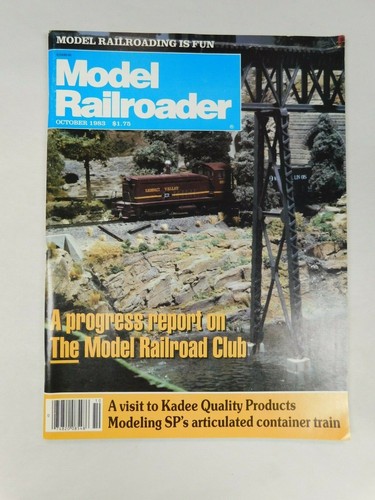 MODEL RAILROADING IS FUN
Model
Railroader
OCTOBER 1983 $1.75
A progress report on
The Model Railroad Club
A visit to Kadee Quality Products
Modeling SP's articulated container train